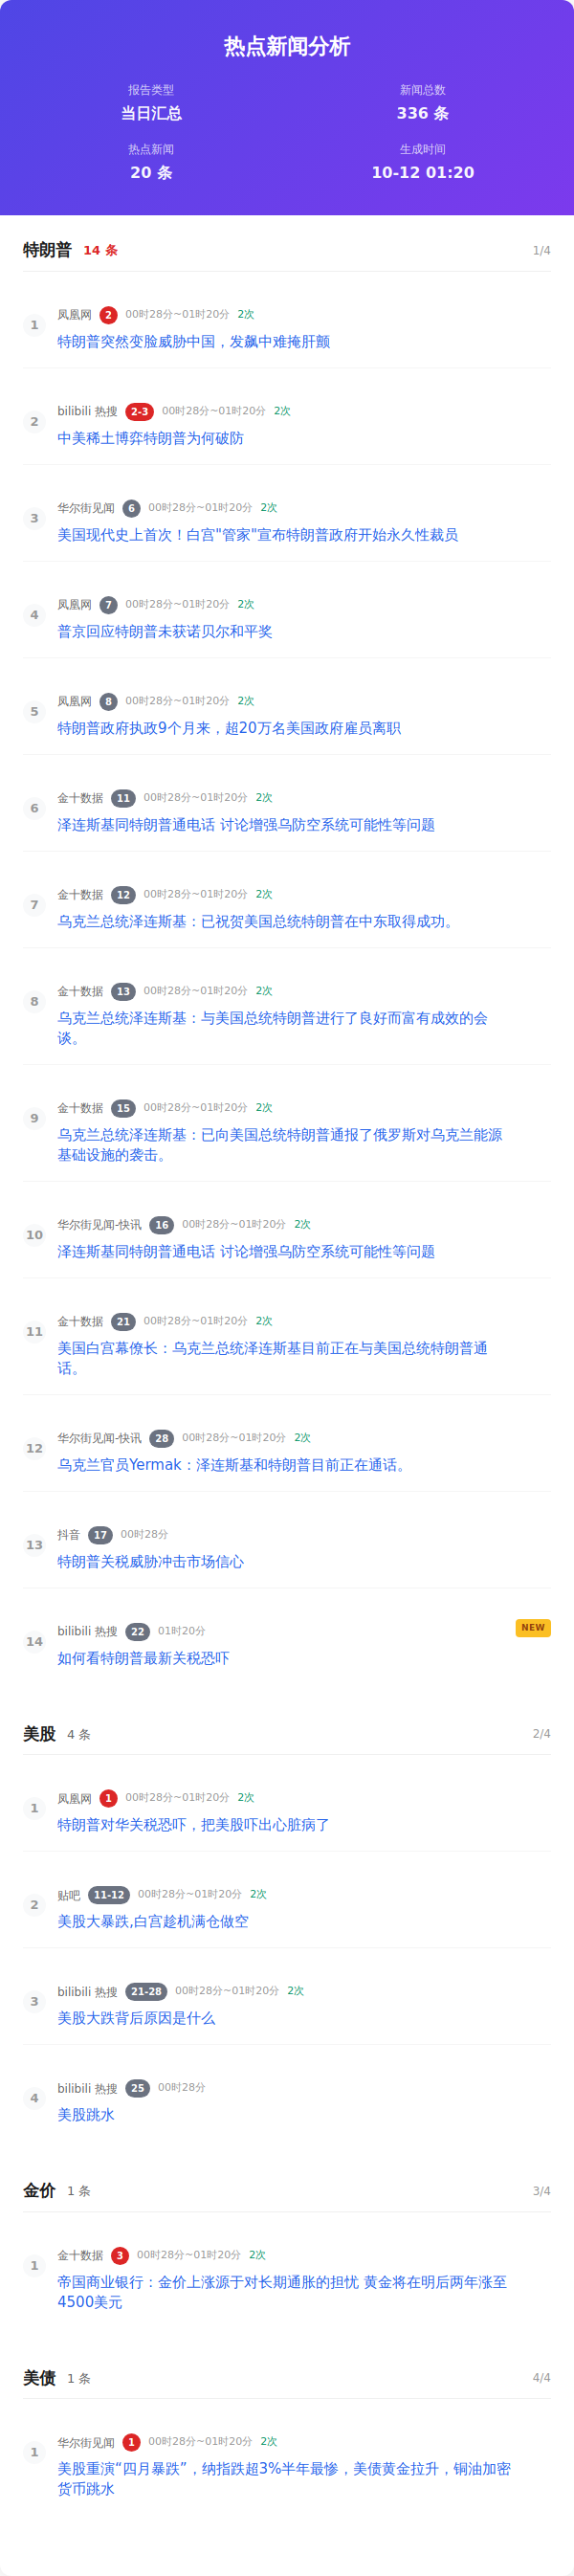 热点新闻分析
报告类型
新闻总数
当日汇总
336 条
热点新闻
生成时间
20 条
10-12 01:20
特朗普 14 条 1/4
1
凤凰网 2 00时28分~01时20分 2次
特朗普突然变脸威胁中国，发飙中难掩肝颤
2
bilibili 热搜 2-3 00时28分~01时20分 2次
中美稀土博弈特朗普为何破防
3
华尔街见闻 6 00时28分~01时20分 2次
美国现代史上首次！白宫"管家"宣布特朗普政府开始永久性裁员
4
凤凰网 7 00时28分~01时20分 2次
普京回应特朗普未获诺贝尔和平奖
5
凤凰网 8 00时28分~01时20分 2次
特朗普政府执政9个月来，超20万名美国政府雇员离职
6
金十数据 11 00时28分~01时20分 2次
泽连斯基同特朗普通电话 讨论增强乌防空系统可能性等问题
7
金十数据 12 00时28分~01时20分 2次
乌克兰总统泽连斯基：已祝贺美国总统特朗普在中东取得成功。
8
金十数据 13 00时28分~01时20分 2次
乌克兰总统泽连斯基：与美国总统特朗普进行了良好而富有成效的会
谈。
9
金十数据 15 00时28分~01时20分 2次
乌克兰总统泽连斯基：已向美国总统特朗普通报了俄罗斯对乌克兰能源
基础设施的袭击。
10
华尔街见闻-快讯 16 00时28分~01时20分 2次
泽连斯基同特朗普通电话 讨论增强乌防空系统可能性等问题
11
金十数据 21 00时28分~01时20分 2次
美国白宫幕僚长：乌克兰总统泽连斯基目前正在与美国总统特朗普通
话。
12
华尔街见闻-快讯 28 00时28分~01时20分 2次
乌克兰官员Yermak：泽连斯基和特朗普目前正在通话。
13
抖音 17 00时28分
特朗普关税威胁冲击市场信心
14
bilibili 热搜 22 01时20分 NEW
如何看特朗普最新关税恐吓
美股 4 条 2/4
1
凤凰网 1 00时28分~01时20分 2次
特朗普对华关税恐吓，把美股吓出心脏病了
2
贴吧 11-12 00时28分~01时20分 2次
美股大暴跌,白宫趁机满仓做空
3
bilibili 热搜 21-28 00时28分~01时20分 2次
美股大跌背后原因是什么
4
bilibili 热搜 25 00时28分
美股跳水
金价 1 条 3/4
1
金十数据 3 00时28分~01时20分 2次
帝国商业银行：金价上涨源于对长期通胀的担忧 黄金将在明后两年涨至
4500美元
美债 1 条 4/4
1
华尔街见闻 1 00时28分~01时20分 2次
美股重演“四月暴跌”，纳指跌超3%半年最惨，美债黄金拉升，铜油加密
货币跳水